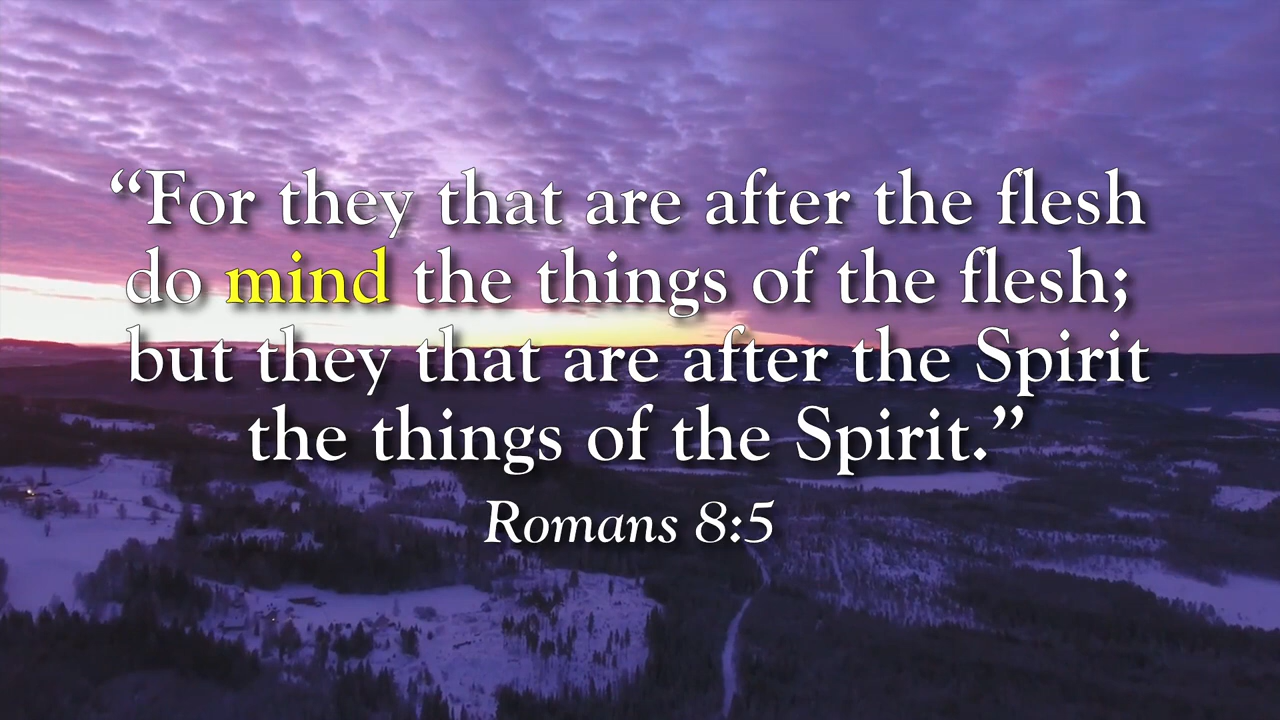 “For they that are after the flesh
do mind the things of the flesh;
but they that are after the Spirit
the things of the Spirit.”
Romans 8:5